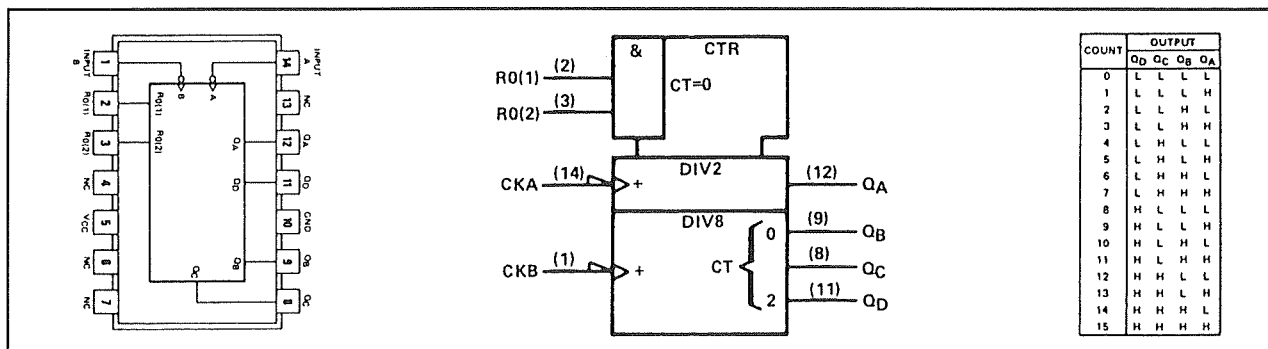 INPUT B
1
14
INPUT A
B
A
R0(1)
2
R0(1)
13
NC
R0(2)
3
R0(2)
QA
12
QA
NC
4
QD
11
QD
VCC
5
10
GND
NC
6
QB
9
QB
QC
NC
7
8
QC
& CTR
R0(1) (2)
CT=0
R0(2) (3)
DIV2
CKA (14) + (12) QA
DIV8
0 (9) QB
CKB (1) + CT (8) QC
2 (11) QD
COUNT OUTPUT
QD QC QB QA
0 L L L L
1 L L L H
2 L L H L
3 L L H H
4 L H L L
5 L H L H
6 L H H L
7 L H H H
8 H L L L
9 H L L H
10 H L H L
11 H L H H
12 H H L L
13 H H L H
14 H H H L
15 H H H H